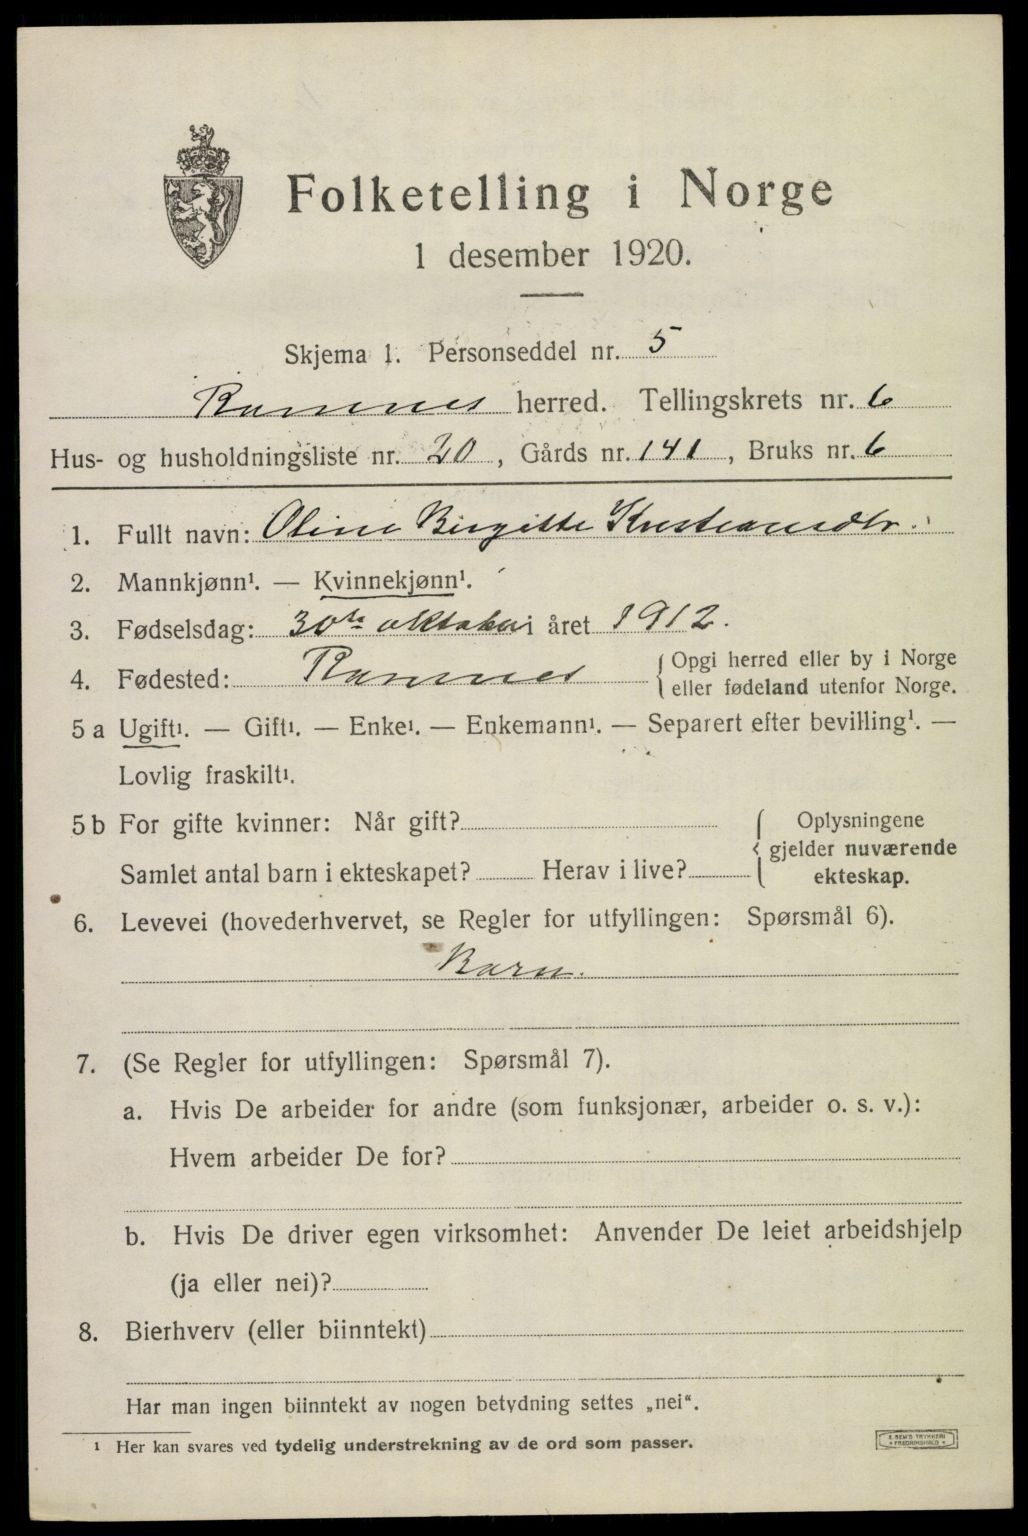 Folketelling i Norge
1 desember 1920.
Skjema 1. Personseddel nr. 5
Ramnes herred. Tellingskrets nr. 6
Hus- og husholdningsliste nr. 20, Gårds nr. 141, Bruks nr. 6
1. Fullt navn: Oline Birgitte Kristiansdtr.
2. Mannkjønn¹. — Kvinnekjønn¹.
3. Fødselsdag: 30te oktober i året 1912.
4. Fødested: Ramnes { Opgi herred eller by i Norge
eller fødeland utenfor Norge.
5 a Ugift¹. — Gift¹. — Enke¹. — Enkemann¹. — Separert efter bevilling¹. —
Lovlig fraskilt¹.
5 b For gifte kvinner: Når gift?
Samlet antal barn i ekteskapet? Herav i live?
{ Oplysningene
gjelder nuværende
ekteskap.
6. Levevei (hovederhvervet, se Regler for utfyllingen: Spørsmål 6).
Barn.
7. (Se Regler for utfyllingen: Spørsmål 7).
a. Hvis De arbeider for andre (som funksjonær, arbeider o. s. v.):
Hvem arbeider De for?
b. Hvis De driver egen virksomhet: Anvender De leiet arbeidshjelp
(ja eller nei)?
8. Bierhverv (eller biinntekt)
Har man ingen biinntekt av nogen betydning settes „nei“.
¹ Her kan svares ved tydelig understrekning av de ord som passer.
E. SEM'S TRYKKERI
* FREDRIKSHALD *